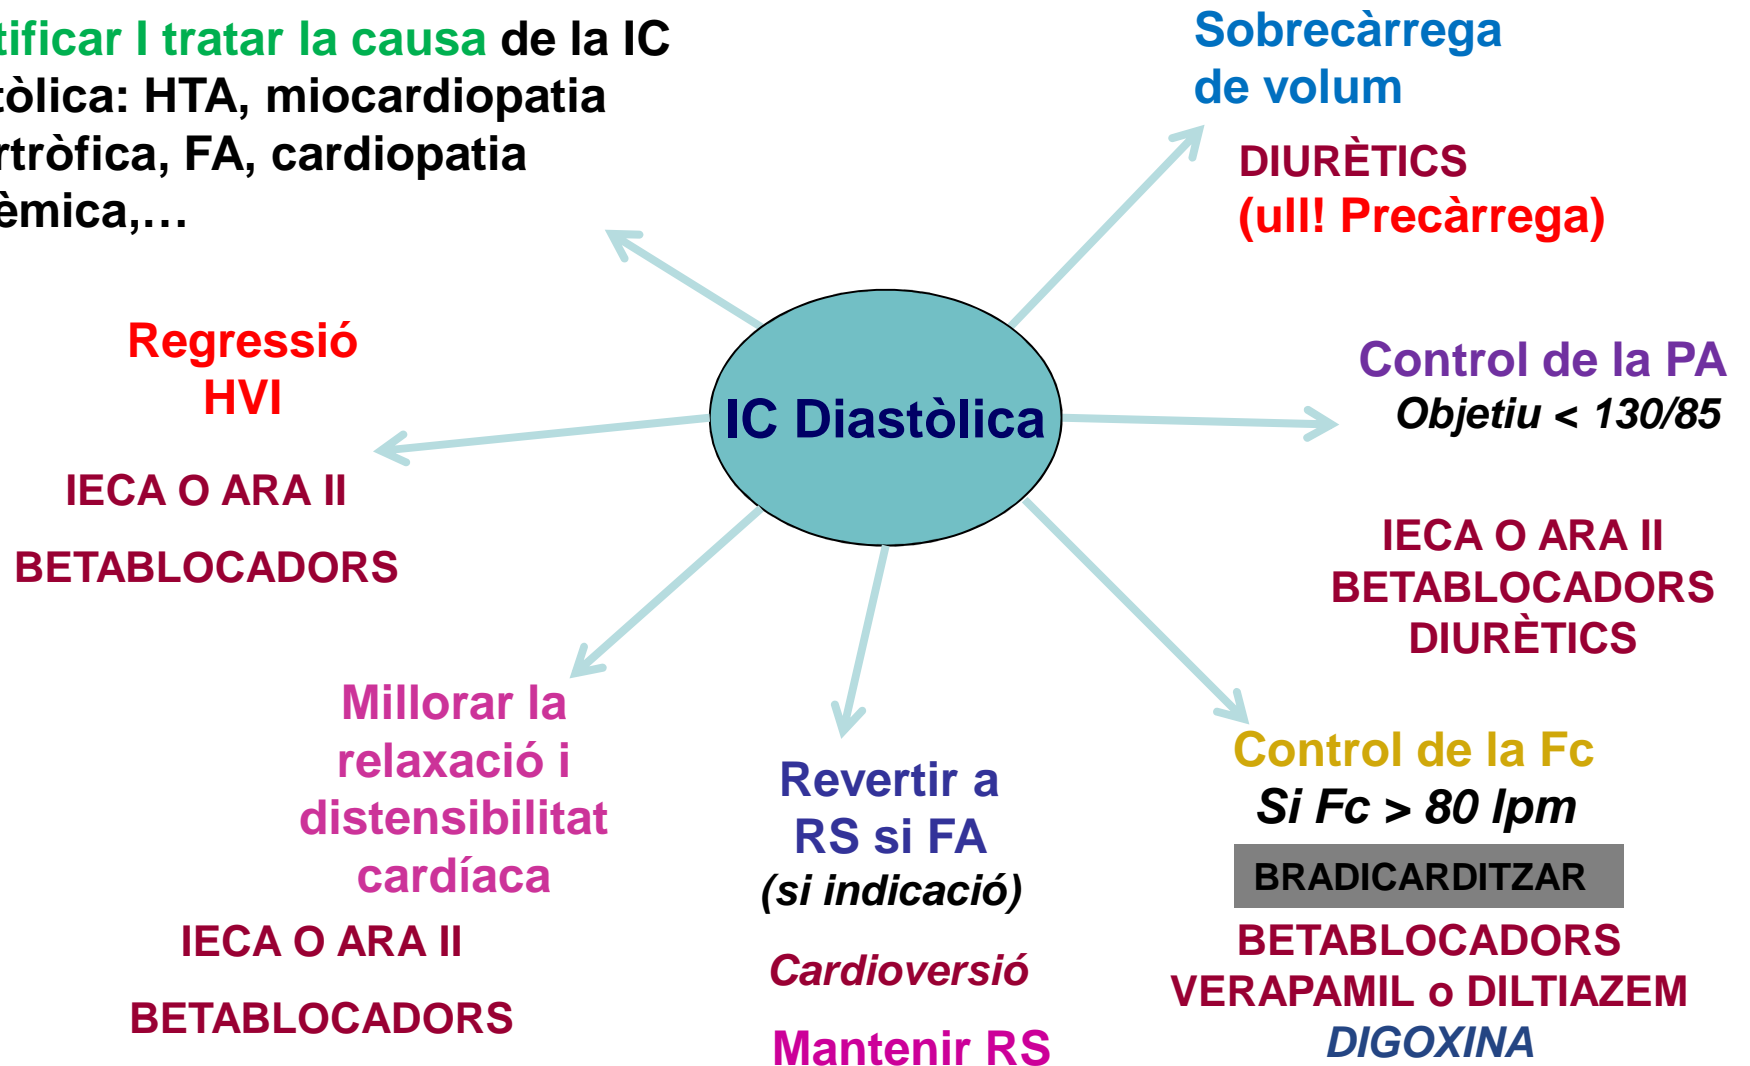 tificar I tratar la causa de la IC
tòlica: HTA, miocardiopatia
rtròfica, FA, cardiopatia
èmica,…
Sobrecàrrega
de volum
DIURÈTICS
(ull! Precàrrega)
Regressió
HVI
IECA O ARA II
BETABLOCADORS
IC Diastòlica
Control de la PA
Objetiu < 130/85
IECA O ARA II
BETABLOCADORS
DIURÈTICS
Millorar la
relaxació i
distensibilitat
cardíaca
IECA O ARA II
BETABLOCADORS
Revertir a
RS si FA
(si indicació)
Cardioversió
Mantenir RS
Control de la Fc
Si Fc > 80 lpm
BRADICARDITZAR
BETABLOCADORS
VERAPAMIL o DILTIAZEM
DIGOXINA